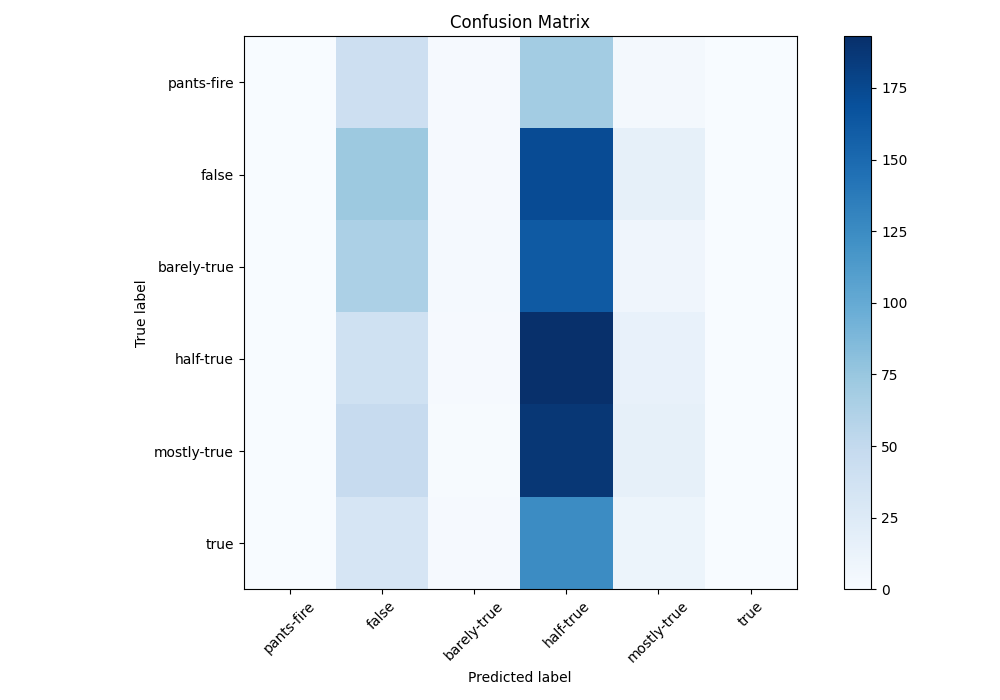 Confusion Matrix
True label
pants-fire
false
barely-true
half-true
mostly-true
true
pants-fire
false
barely-true
half-true
mostly-true
true
Predicted label
175
150
125
100
75
50
25
0